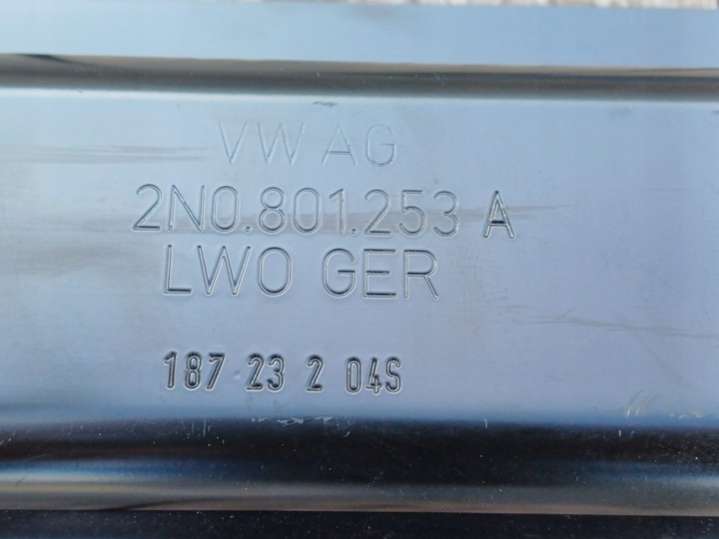 VW AG
2N0.801.253 A
LWO GER
187 23 2 04S